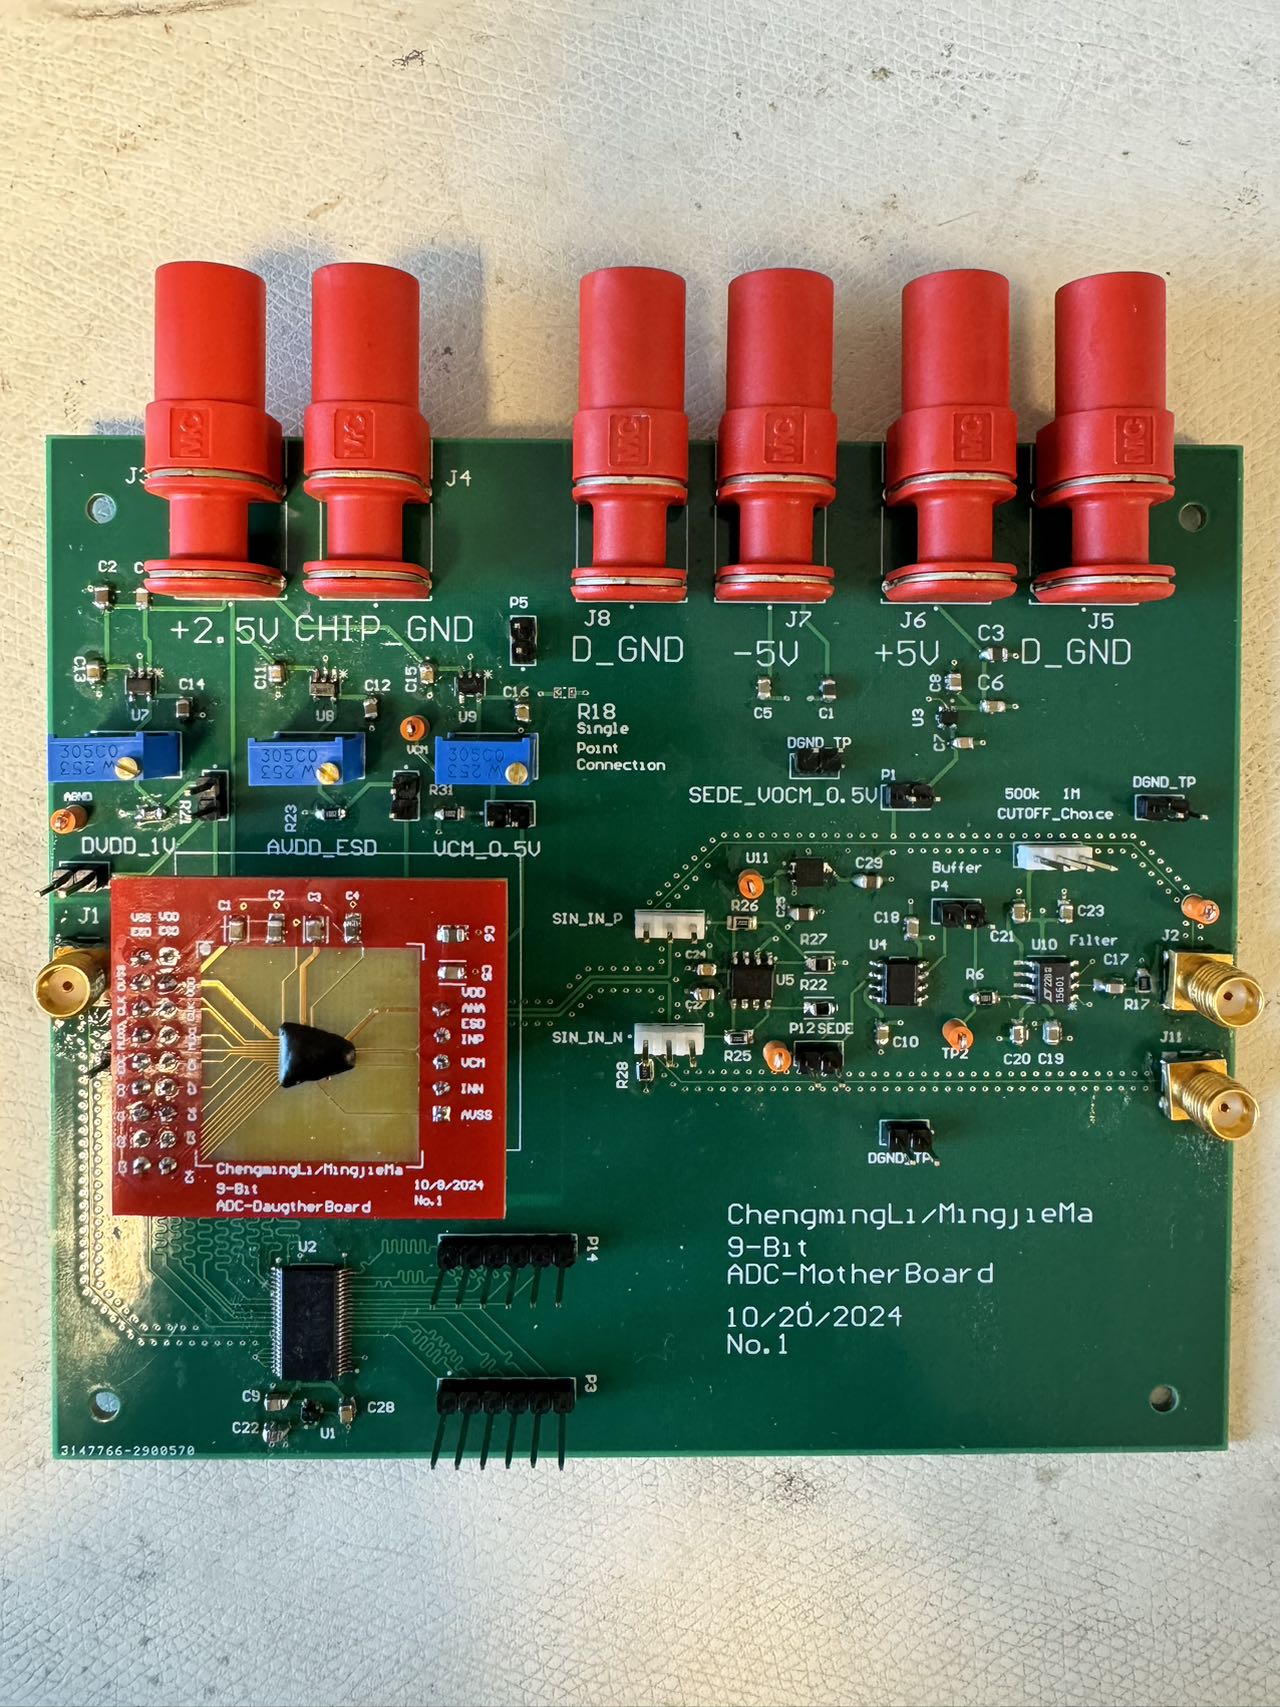 MC
MC
MC
MC
MC
MC
J3
J4
C2
+2.5V CHIP_GND
P5
J8
D_GND
J7
-5V
J6
+5V
C3
J5
D_GND
C13
C14
U7
C11
C12
U8
C15
C16
U9
R18
Single
Point
Connection
C5
C1
C8
C6
U3
C7
VCM
305C0
W 253
305C0
W 253
305C0
W 253
DGND_TP
P1
SEDE_VOCM_0.5V
500k 1M
CUTOFF_Choice
DGND_TP
AGND
R23
R31
DVDD_1V
AVDD_ESD
VCM_0.5V
J1
C1
C2
C3
C4
VSS
VDD
ESD
ESD
DVSS
CLK
VDD
ANA
ESD
INP
VCM
INN
AVSS
ChengmingLi/MingjieMa
9-Bit
ADC-DaugtherBoard
10/8/2024
No.1
U11
C29
Buffer
P4
R26
C25
SIN_IN_P
C18
C21
C23
R27
U4
U10
Filter
J2
C24
U5
R22
R6
C17
R17
228
15601
C27
SIN_IN_N
P12
SEDE
R25
R28
C10
TP2
C20
C19
J11
DGND_TP
U2
P14
ChengmingLi/MingjieMa
9-Bit
ADC-MotherBoard
10/20/2024
No.1
P3
C9
C28
C22
U1
3147766-2900570